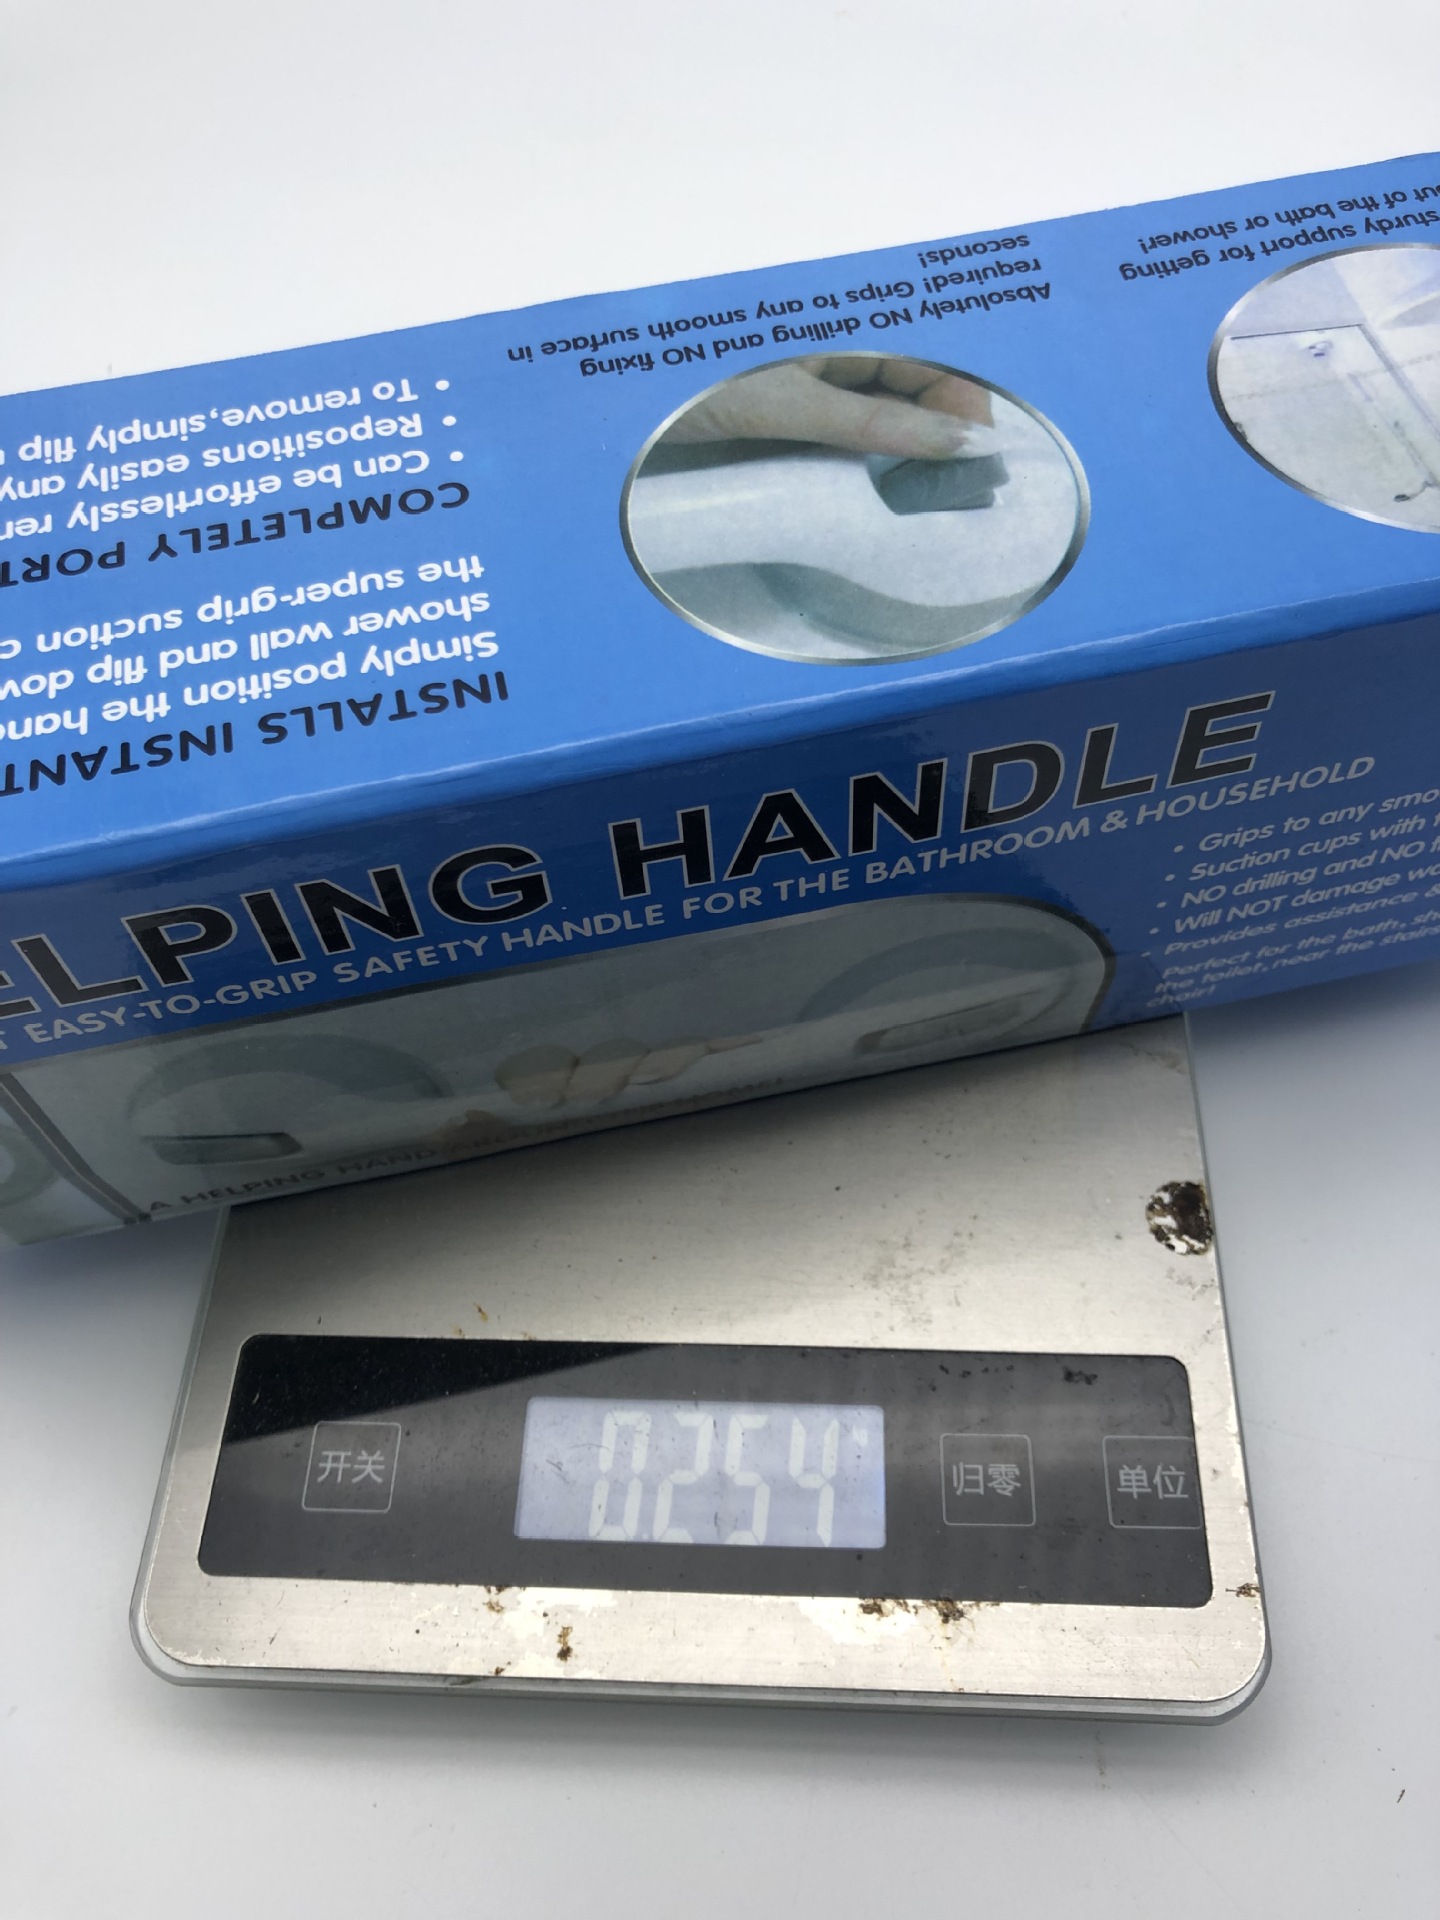 sturdy support for getting
out of the bath or shower!
Absolutely NO drilling and NO fixing
required! Grips to any smooth surface in
seconds!
INSTALLS INSTANT
Simply position the hand
shower wall and flip dow
the super-grip suction c
COMPLETELY PORT
• Can be effortlessly rem
• Repositions easily any
• To remove,simply flip
ELPING HANDLE
T EASY-TO-GRIP SAFETY HANDLE FOR THE BATHROOM & HOUSEHOLD
• Grips to any smo
• Suction cups with
• NO drilling and NO f
• Will NOT damage wa
• Provides assistance &
Perfect for the bath, sh
the toilet, near the stairs
chair!
A HELPING HAND AROUND
开关
0.254
归零
单位